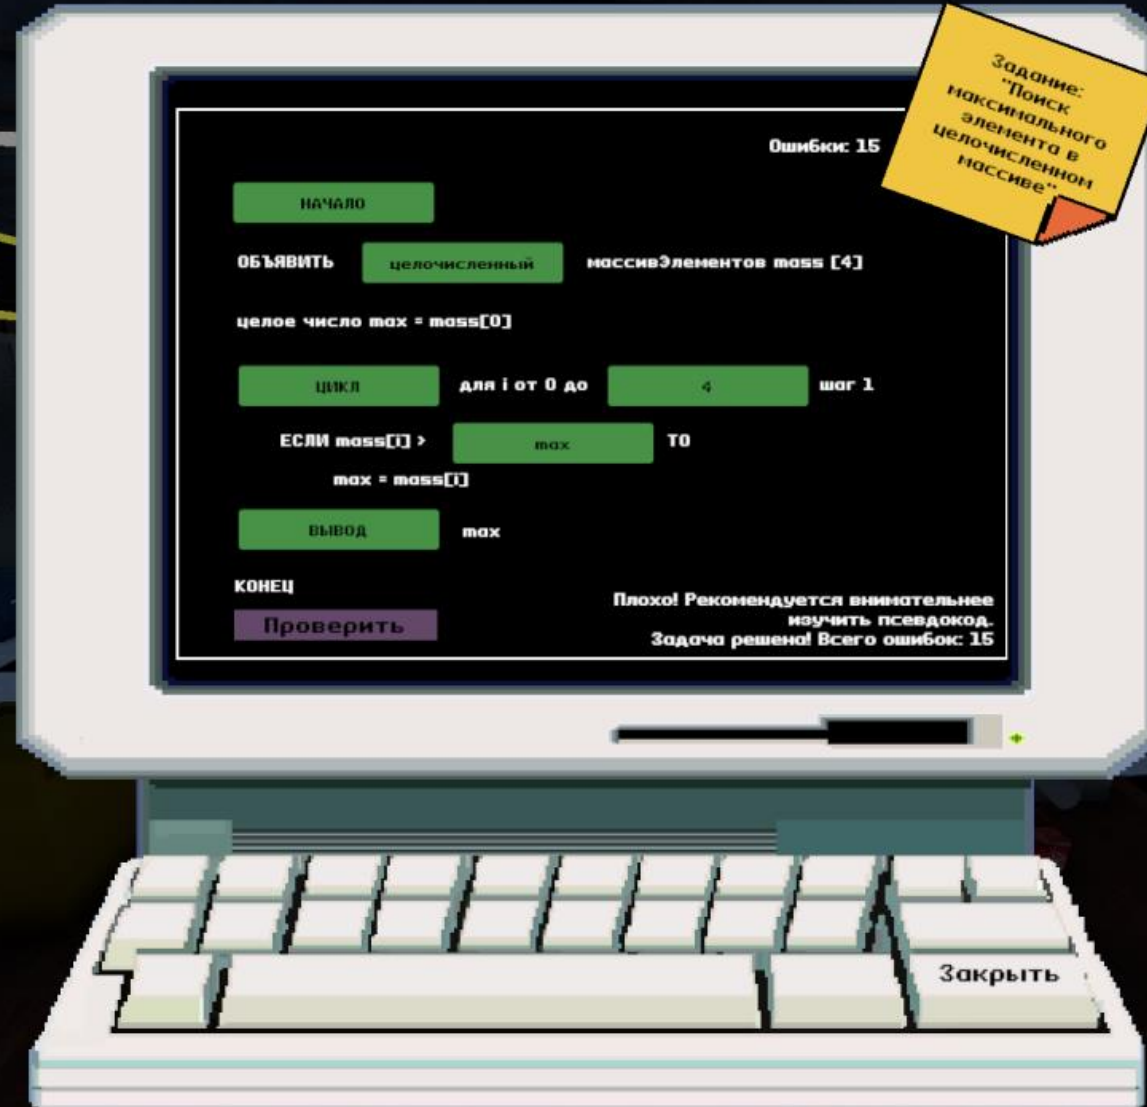 Задание:
"Поиск
максимального
элемента в
целочисленном
массиве"
Ошибки: 15
НАЧАЛО
ОБЪЯВИТЬ целочисленный массивЭлементов mass [4]
целое число max = mass[0]
ЦИКЛ для i от 0 до 4 шаг 1
ЕСЛИ mass[i] > max ТО
max = mass[i]
ВЫВОД max
КОНЕЦ
Проверить
Плохо! Рекомендуется внимательнее
изучить псевдокод.
Задача решена! Всего ошибок: 15
Закрыть